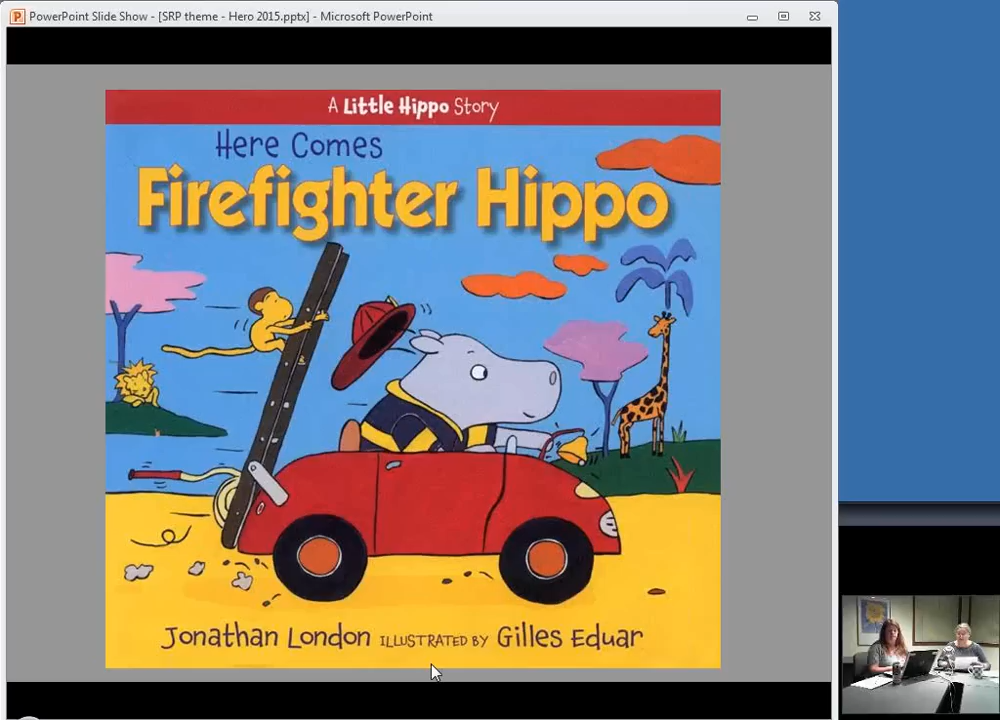 PowerPoint Slide Show - [SRP theme - Hero 2015.pptx] - Microsoft PowerPoint
A Little Hippo Story
Here Comes
Firefighter Hippo
Jonathan London ILLUSTRATED BY Gilles Eduar